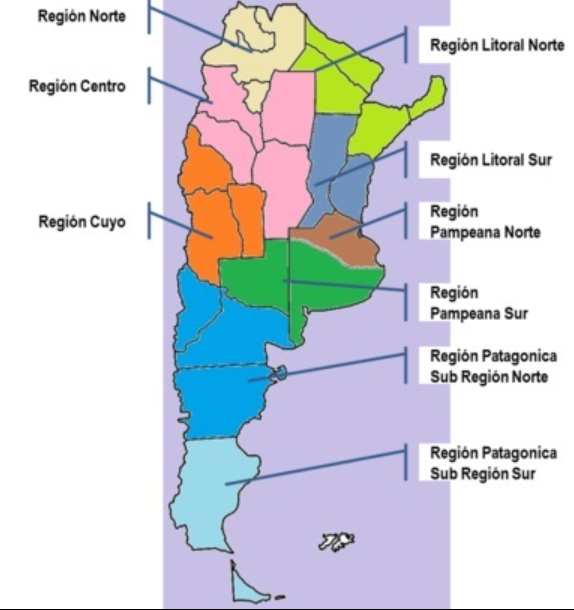 Región Norte
Región Litoral Norte
Región Centro
Región Litoral Sur
Región Cuyo
Región
Pampeana Norte
Región
Pampeana Sur
Región Patagonica
Sub Región Norte
Región Patagonica
Sub Región Sur